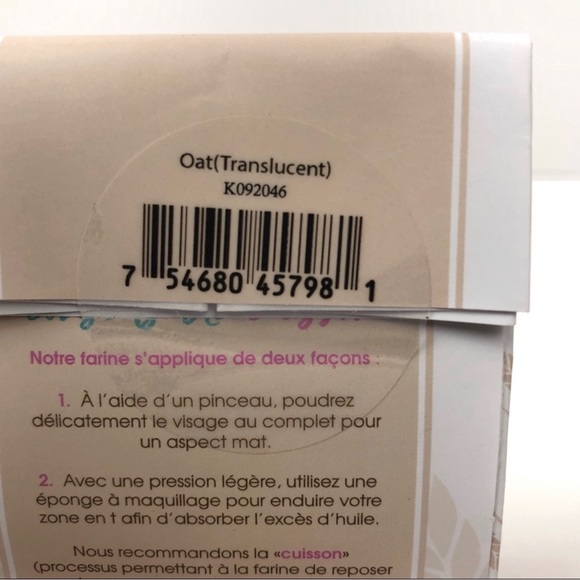 Oat(Translucent)
K092046
7 54680 45798 1
Notre farine s'applique de deux façons :
1. À l'aide d'un pinceau, poudrez
délicatement le visage au complet pour
un aspect mat.
2. Avec une pression légère, utilisez une
éponge à maquillage pour enduire votre
zone en t afin d'absorber l'excès d'huile.
Nous recommandons la «cuisson»
(processus permettant à la farine de reposer